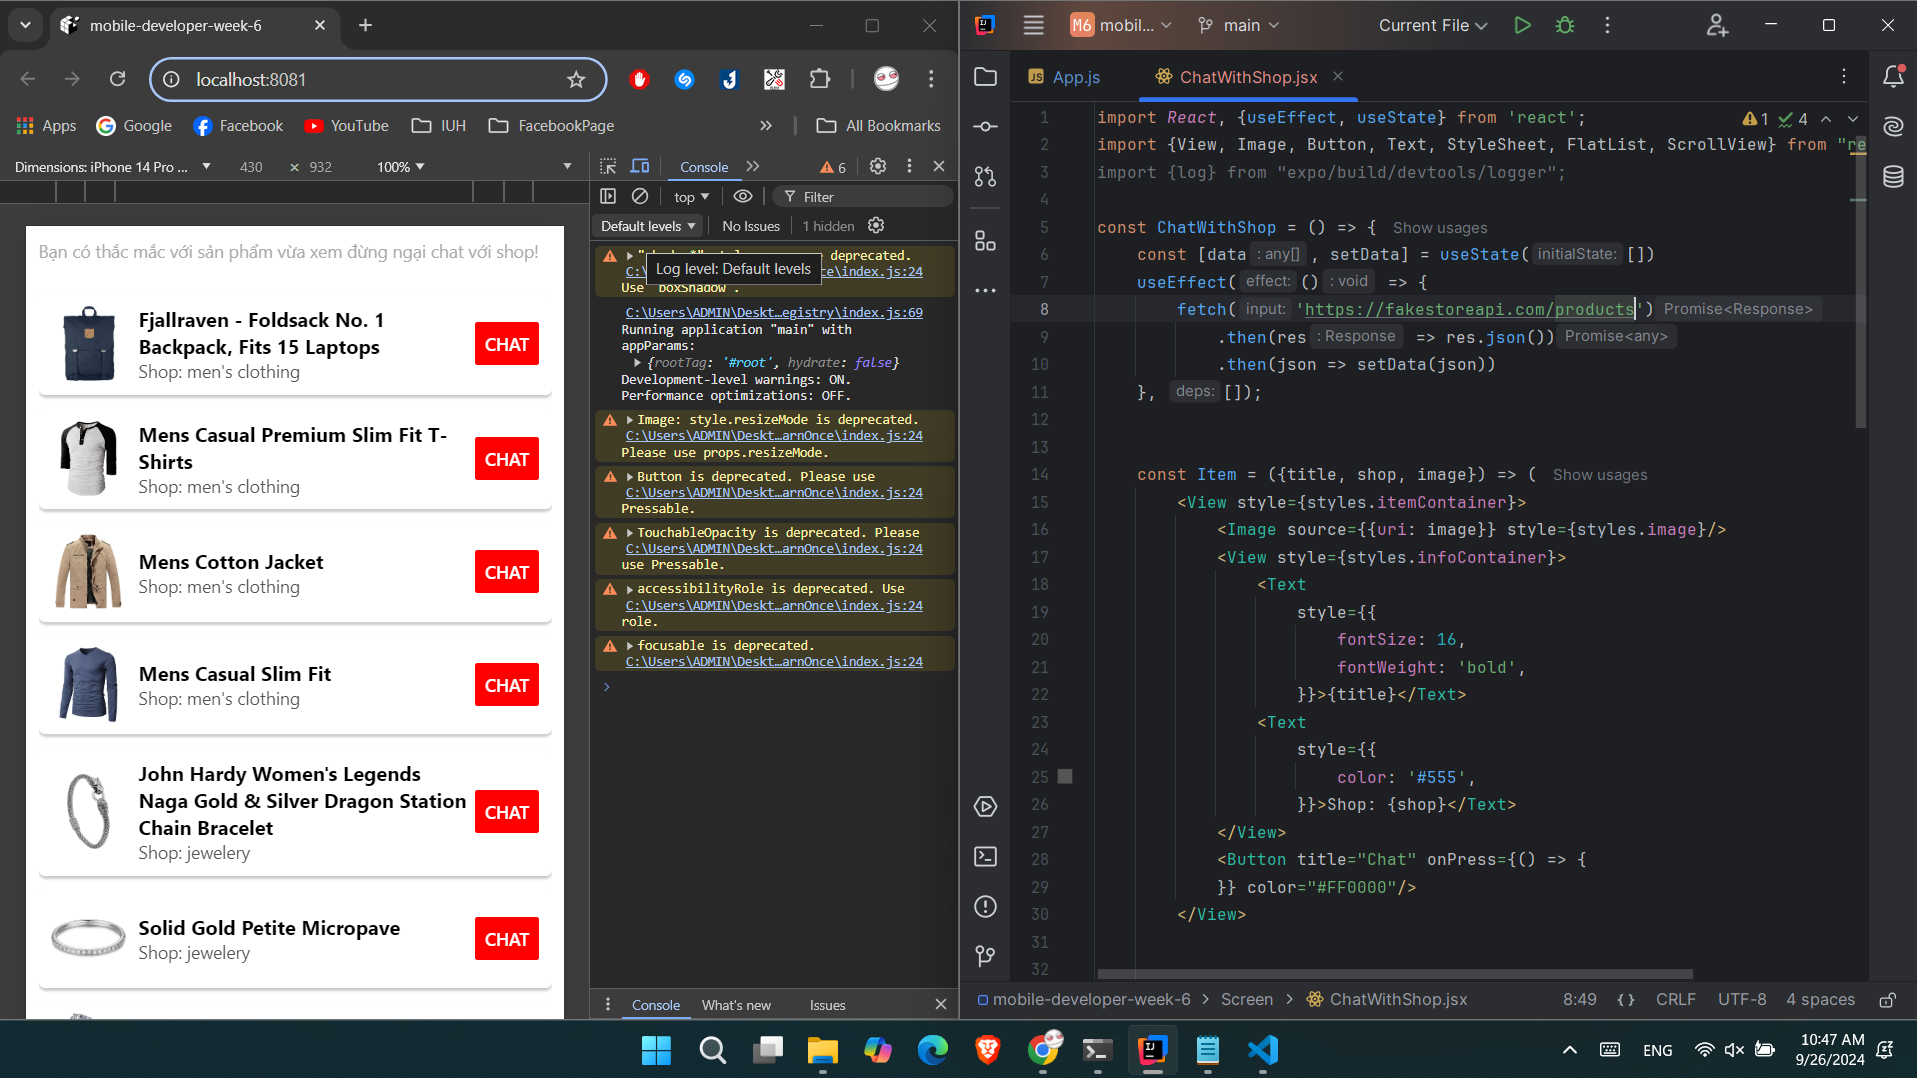 mobile-developer-week-6
localhost:8081
Apps
Google
Facebook
YouTube
IUH
FacebookPage
All Bookmarks
Dimensions: iPhone 14 Pro ...
430
×
932
100%
Console
6
top
Filter
Default levels
No Issues
1 hidden
deprecated.
Log level: Default levels
index.js:24
Use "boxShadow".
C:\Users\ADMIN\Deskt…egistry\index.js:69
Running application "main" with
appParams:
{rootTag: '#root', hydrate: false}
Development-level warnings: ON.
Performance optimizations: OFF.
Image: style.resizeMode is deprecated.
C:\Users\ADMIN\Deskt…arnOnce\index.js:24
Please use props.resizeMode.
Button is deprecated. Please use
C:\Users\ADMIN\Deskt…arnOnce\index.js:24
Pressable.
TouchableOpacity is deprecated. Please
C:\Users\ADMIN\Deskt…arnOnce\index.js:24
use Pressable.
accessibilityRole is deprecated. Use
C:\Users\ADMIN\Deskt…arnOnce\index.js:24
role.
focusable is deprecated.
C:\Users\ADMIN\Deskt…arnOnce\index.js:24
Console
What's new
Issues
Bạn có thắc mắc với sản phẩm vừa xem đừng ngại chat với shop!
Fjallraven - Foldsack No. 1
Backpack, Fits 15 Laptops
Shop: men's clothing
CHAT
Mens Casual Premium Slim Fit T-
Shirts
Shop: men's clothing
CHAT
Mens Cotton Jacket
Shop: men's clothing
CHAT
Mens Casual Slim Fit
Shop: men's clothing
CHAT
John Hardy Women's Legends
Naga Gold & Silver Dragon Station
Chain Bracelet
Shop: jewelery
CHAT
Solid Gold Petite Micropave
Shop: jewelery
CHAT
M6 mobil...
main
Current File
App.js
ChatWithShop.jsx
1 4
1 import React, {useEffect, useState} from 'react';
2 import {View, Image, Button, Text, StyleSheet, FlatList, ScrollView} from "re
3 import {log} from "expo/build/devtools/logger";
4
5 const ChatWithShop = () => { Show usages
6 const [data : any[] , setData] = useState( initialState: [])
7 useEffect( effect: () : void => {
8 fetch( input: 'https://fakestoreapi.com/products') Promise<Response>
9 .then(res : Response => res.json()) Promise<any>
10 .then(json => setData(json))
11 }, deps: []);
12
13
14 const Item = ({title, shop, image}) => ( Show usages
15 <View style={styles.itemContainer}>
16 <Image source={{uri: image}} style={styles.image}/>
17 <View style={styles.infoContainer}>
18 <Text
19 style={{
20 fontSize: 16,
21 fontWeight: 'bold',
22 }}>{title}</Text>
23 <Text
24 style={{
25 color: '#555',
26 }}>Shop: {shop}</Text>
27 </View>
28 <Button title="Chat" onPress={() => {
29 }} color="#FF0000"/>
30 </View>
31
32
mobile-developer-week-6 > Screen > ChatWithShop.jsx
8:49
{}
CRLF
UTF-8
4 spaces
ENG
10:47 AM
9/26/2024